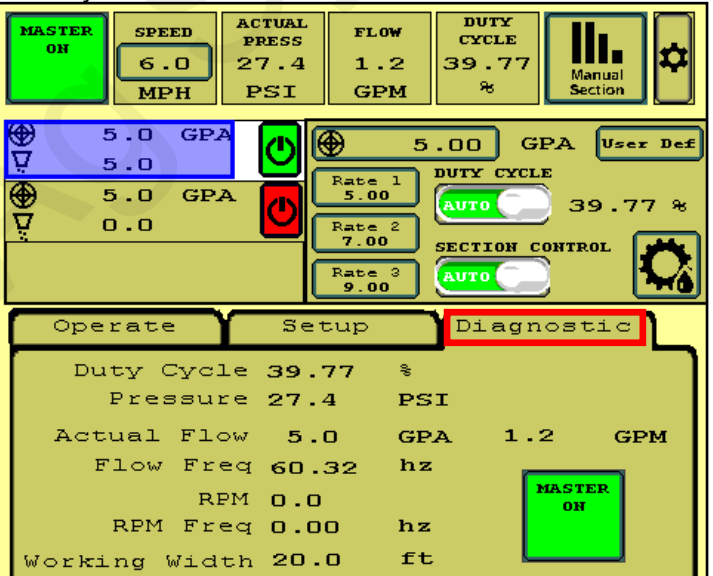 MASTER ON
SPEED
6.0
MPH
ACTUAL PRESS
27.4
PSI
FLOW
1.2
GPM
DUTY CYCLE
39.77
%
Manual Section
5.0 GPA
5.0
5.0 GPA
0.0
5.00 GPA User Def
Rate 1
5.00
Rate 2
7.00
Rate 3
9.00
DUTY CYCLE
AUTO 39.77 %
SECTION CONTROL
AUTO
Operate Setup Diagnostic
Duty Cycle 39.77 %
Pressure 27.4 PSI
Actual Flow 5.0 GPA 1.2 GPM
Flow Freq 60.32 hz
RPM 0.0
RPM Freq 0.00 hz
Working Width 20.0 ft
MASTER ON